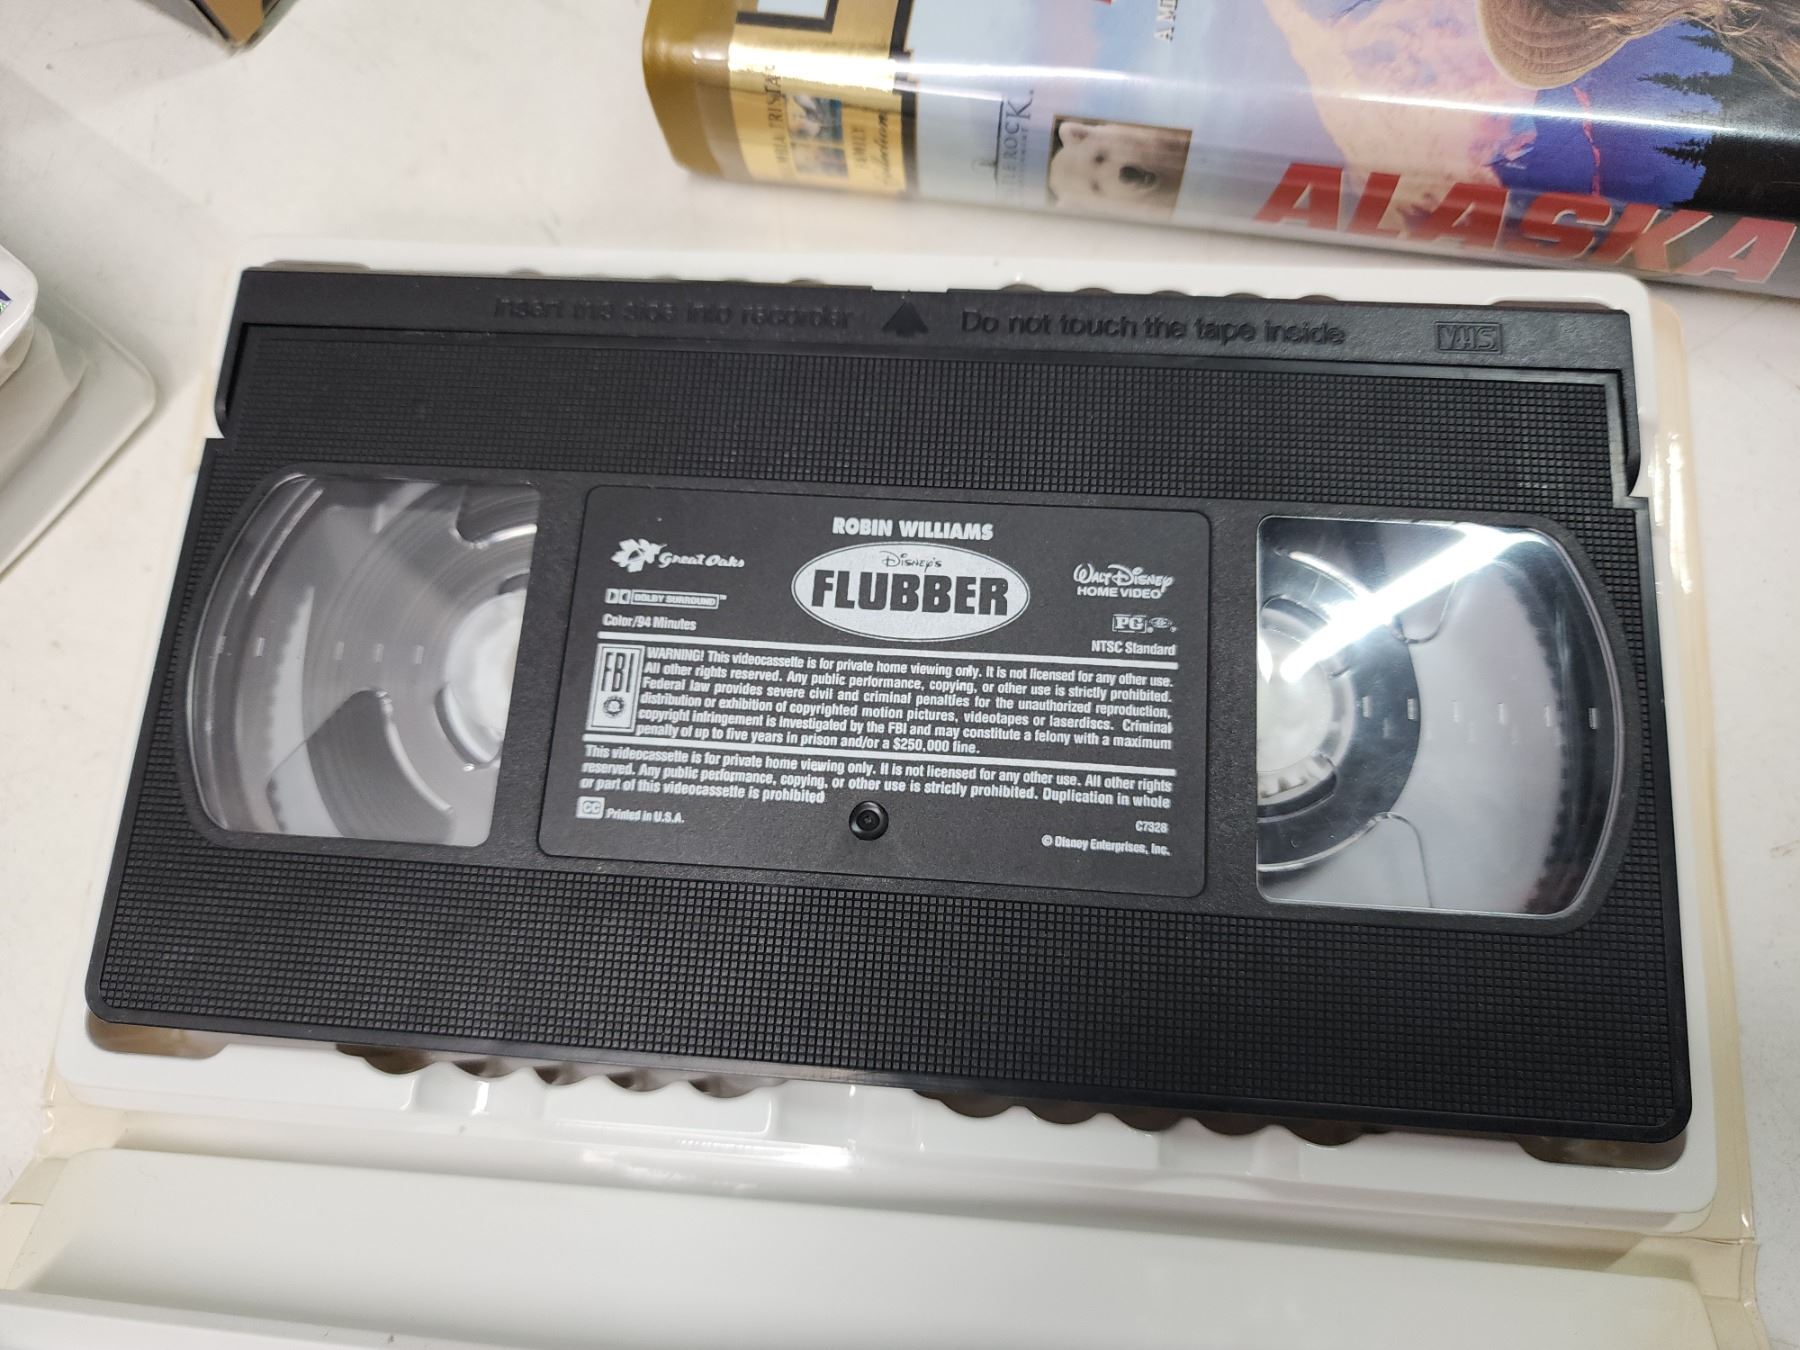 FAMILY
Collection
ALASKA
Insert this side into recorder
Do not touch the tape inside
VHS
ROBIN WILLIAMS
Great Oaks
Disney's
FLUBBER
Walt Disney
HOME VIDEO
DOLBY SURROUND™
PG
Color/94 Minutes
NTSC Standard
FBI
WARNING! This videocassette is for private home viewing only. It is not licensed for any other use.
All other rights reserved. Any public performance, copying, or other use is strictly prohibited.
Federal law provides severe civil and criminal penalties for the unauthorized reproduction,
distribution or exhibition of copyrighted motion pictures, videotapes or laserdiscs. Criminal
copyright infringement is investigated by the FBI and may constitute a felony with a maximum
penalty of up to five years in prison and/or a $250,000 fine.
This videocassette is for private home viewing only. It is not licensed for any other use. All other rights
reserved. Any public performance, copying, or other use is strictly prohibited. Duplication in whole
or part of this videocassette is prohibited
CC Printed in U.S.A.
C7328
© Disney Enterprises, Inc.